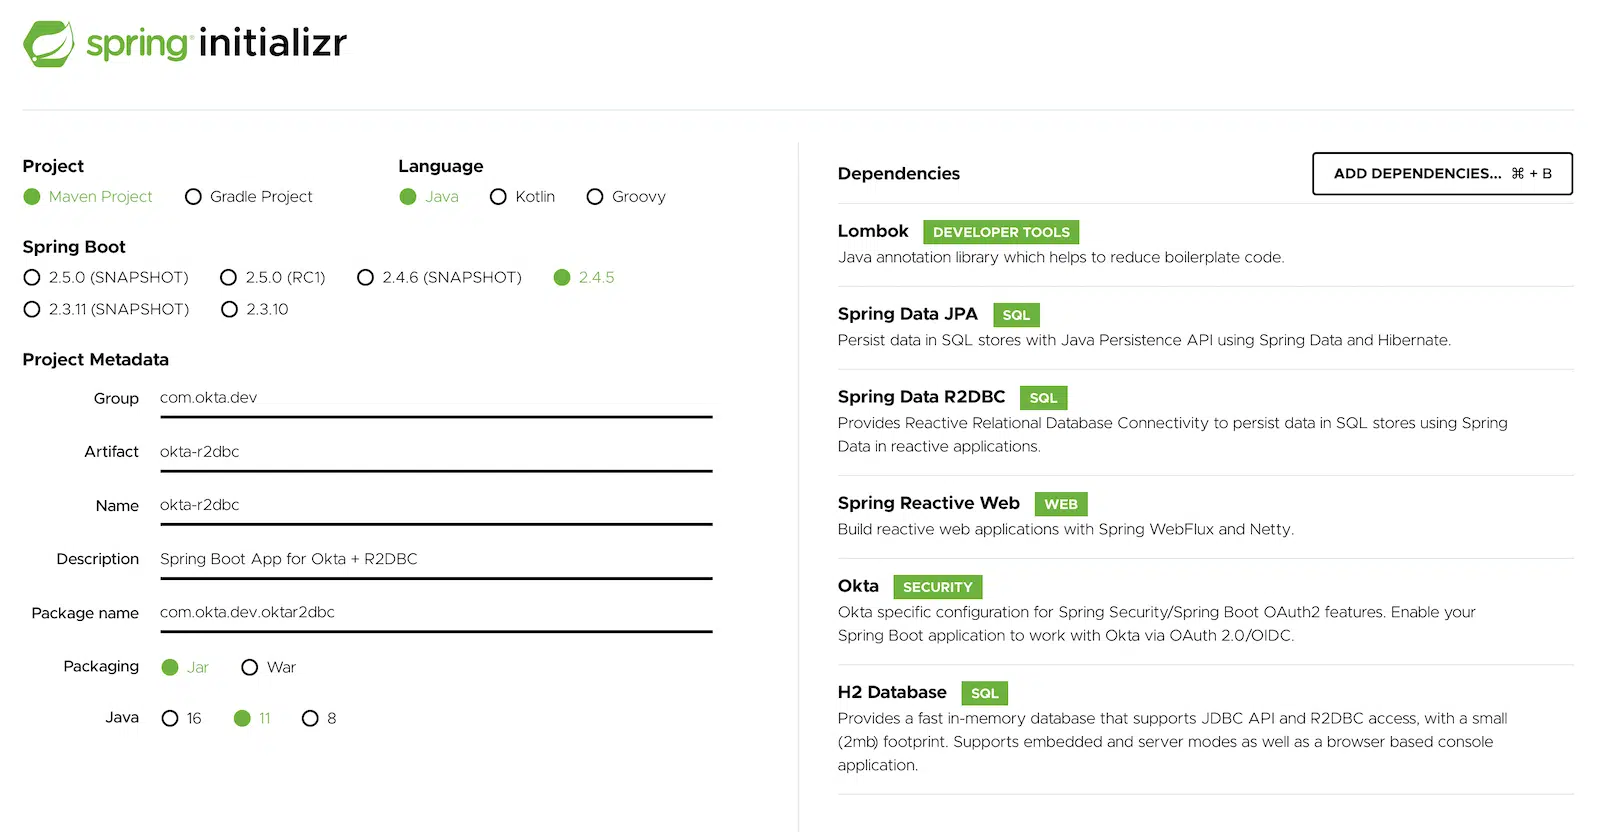 spring initializr
Project
Maven Project Gradle Project
Language
Java Kotlin Groovy
Spring Boot
2.5.0 (SNAPSHOT) 2.5.0 (RC1) 2.4.6 (SNAPSHOT) 2.4.5
2.3.11 (SNAPSHOT) 2.3.10
Project Metadata
Group com.okta.dev
Artifact okta-r2dbc
Name okta-r2dbc
Description Spring Boot App for Okta + R2DBC
Package name com.okta.dev.oktar2dbc
Packaging Jar War
Java 16 11 8
Dependencies
ADD DEPENDENCIES... ⌘ + B
Lombok DEVELOPER TOOLS
Java annotation library which helps to reduce boilerplate code.
Spring Data JPA SQL
Persist data in SQL stores with Java Persistence API using Spring Data and Hibernate.
Spring Data R2DBC SQL
Provides Reactive Relational Database Connectivity to persist data in SQL stores using Spring
Data in reactive applications.
Spring Reactive Web WEB
Build reactive web applications with Spring WebFlux and Netty.
Okta SECURITY
Okta specific configuration for Spring Security/Spring Boot OAuth2 features. Enable your
Spring Boot application to work with Okta via OAuth 2.0/OIDC.
H2 Database SQL
Provides a fast in-memory database that supports JDBC API and R2DBC access, with a small
(2mb) footprint. Supports embedded and server modes as well as a browser based console
application.